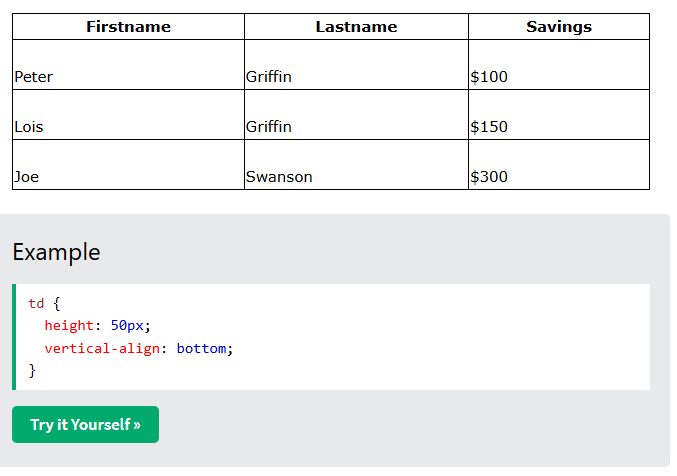 Firstname Lastname Savings
Peter Griffin $100
Lois Griffin $150
Joe Swanson $300
Example
td {
  height: 50px;
  vertical-align: bottom;
}
Try it Yourself »